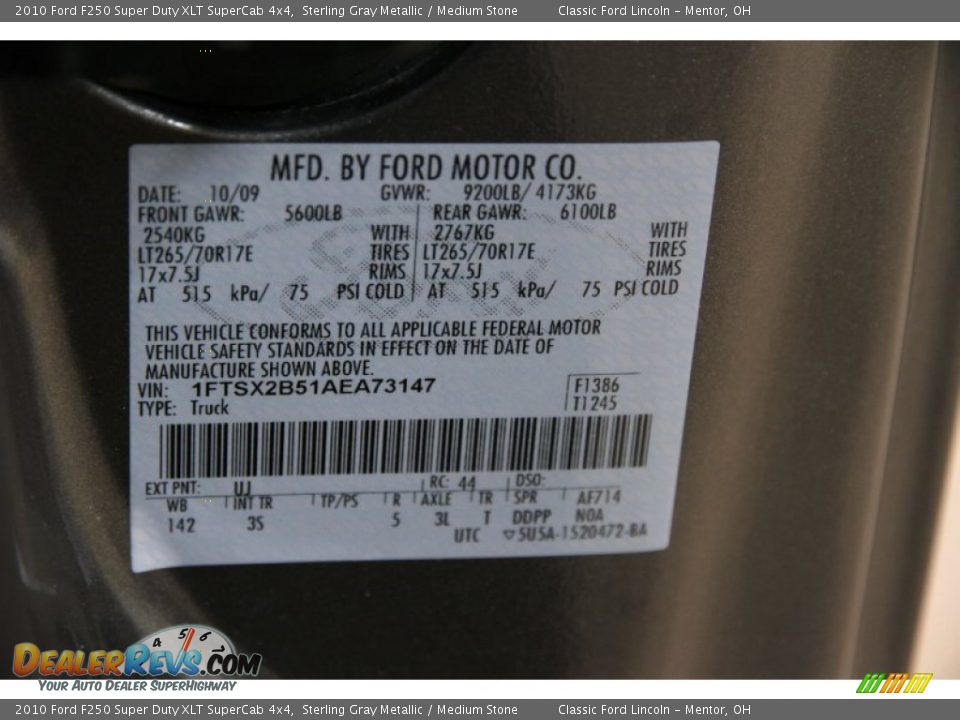 2010 Ford F250 Super Duty XLT SuperCab 4x4, Sterling Gray Metallic / Medium Stone Classic Ford Lincoln - Mentor, OH
MFD. BY FORD MOTOR CO.
DATE: 10/09 GVWR: 9200LB/ 4173KG
FRONT GAWR: 5600LB REAR GAWR: 6100LB
2540KG WITH 2767KG WITH
LT265/70R17E TIRES LT265/70R17E TIRES
17x7.5J RIMS 17x7.5J RIMS
AT 515 kPa/ 75 PSI COLD AT 515 kPa/ 75 PSI COLD
THIS VEHICLE CONFORMS TO ALL APPLICABLE FEDERAL MOTOR
VEHICLE SAFETY STANDARDS IN EFFECT ON THE DATE OF
MANUFACTURE SHOWN ABOVE.
VIN: 1FTSX2B51AEA73147 F1386
TYPE: Truck T1245
EXT PNT: UJ RC: 44 DSO:
WB INT TR TP/PS R AXLE TR SPR AF714
142 3S 5 3L T DDPP NOA
UTC 5U5A-1520472-BA
4 5 6
DealerRevs.com
Your Auto Dealer SuperHighway
2010 Ford F250 Super Duty XLT SuperCab 4x4, Sterling Gray Metallic / Medium Stone Classic Ford Lincoln - Mentor, OH